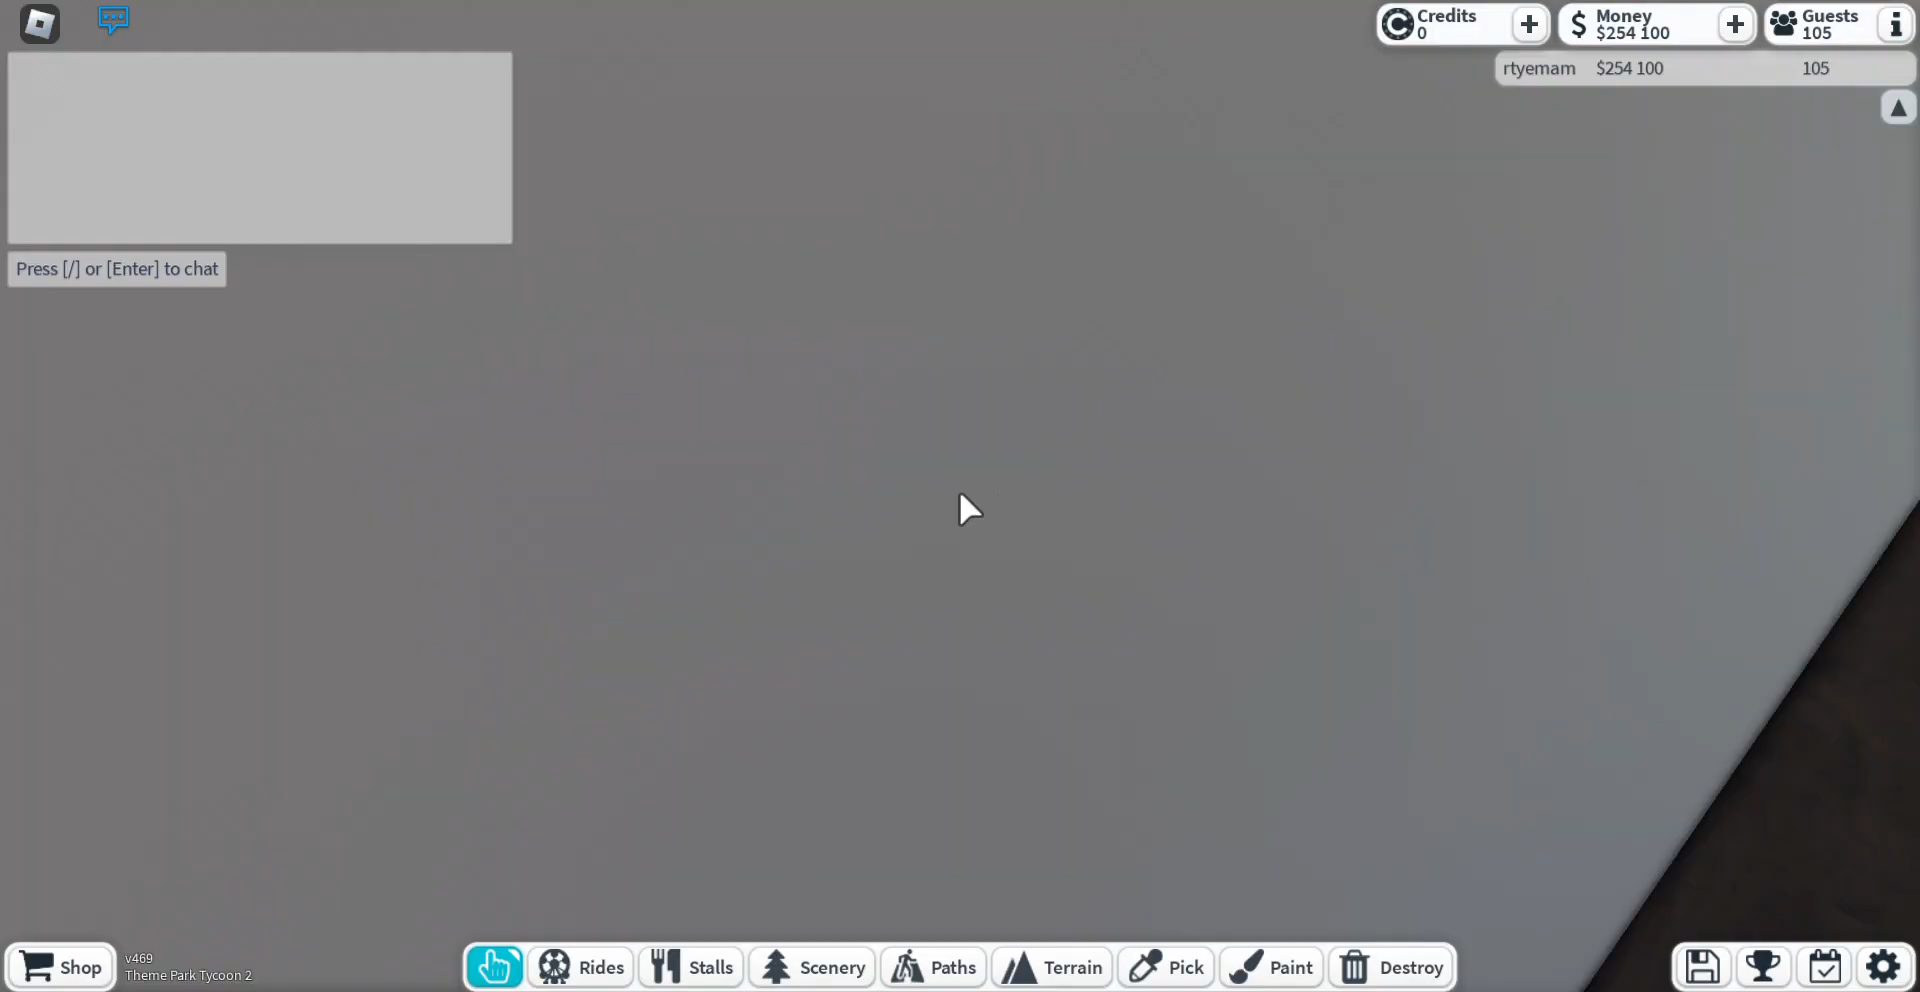 Credits
0
+
$ Money
$254 100
+
Guests
105
rtyemam $254 100 105
Press [/] or [Enter] to chat
Shop
v469
Theme Park Tycoon 2
Rides
Stalls
Scenery
Paths
Terrain
Pick
Paint
Destroy